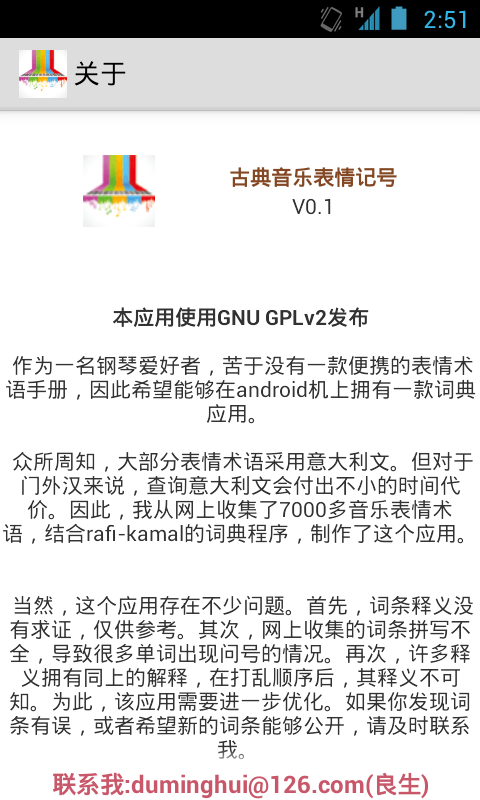 H
2:51
关于
古典音乐表情记号
V0.1
本应用使用GNU GPLv2发布
作为一名钢琴爱好者，苦于没有一款便携的表情术
语手册，因此希望能够在android机上拥有一款词典
应用。
众所周知，大部分表情术语采用意大利文。但对于
门外汉来说，查询意大利文会付出不小的时间代
价。因此，我从网上收集了7000多音乐表情术
语，结合rafi-kamal的词典程序，制作了这个应用。
当然，这个应用存在不少问题。首先，词条释义没
有求证，仅供参考。其次，网上收集的词条拼写不
全，导致很多单词出现问号的情况。再次，许多释
义拥有同上的解释，在打乱顺序后，其释义不可
知。为此，该应用需要进一步优化。如果你发现词
条有误，或者希望新的词条能够公开，请及时联系
我。
联系我:duminghui@126.com(良生)